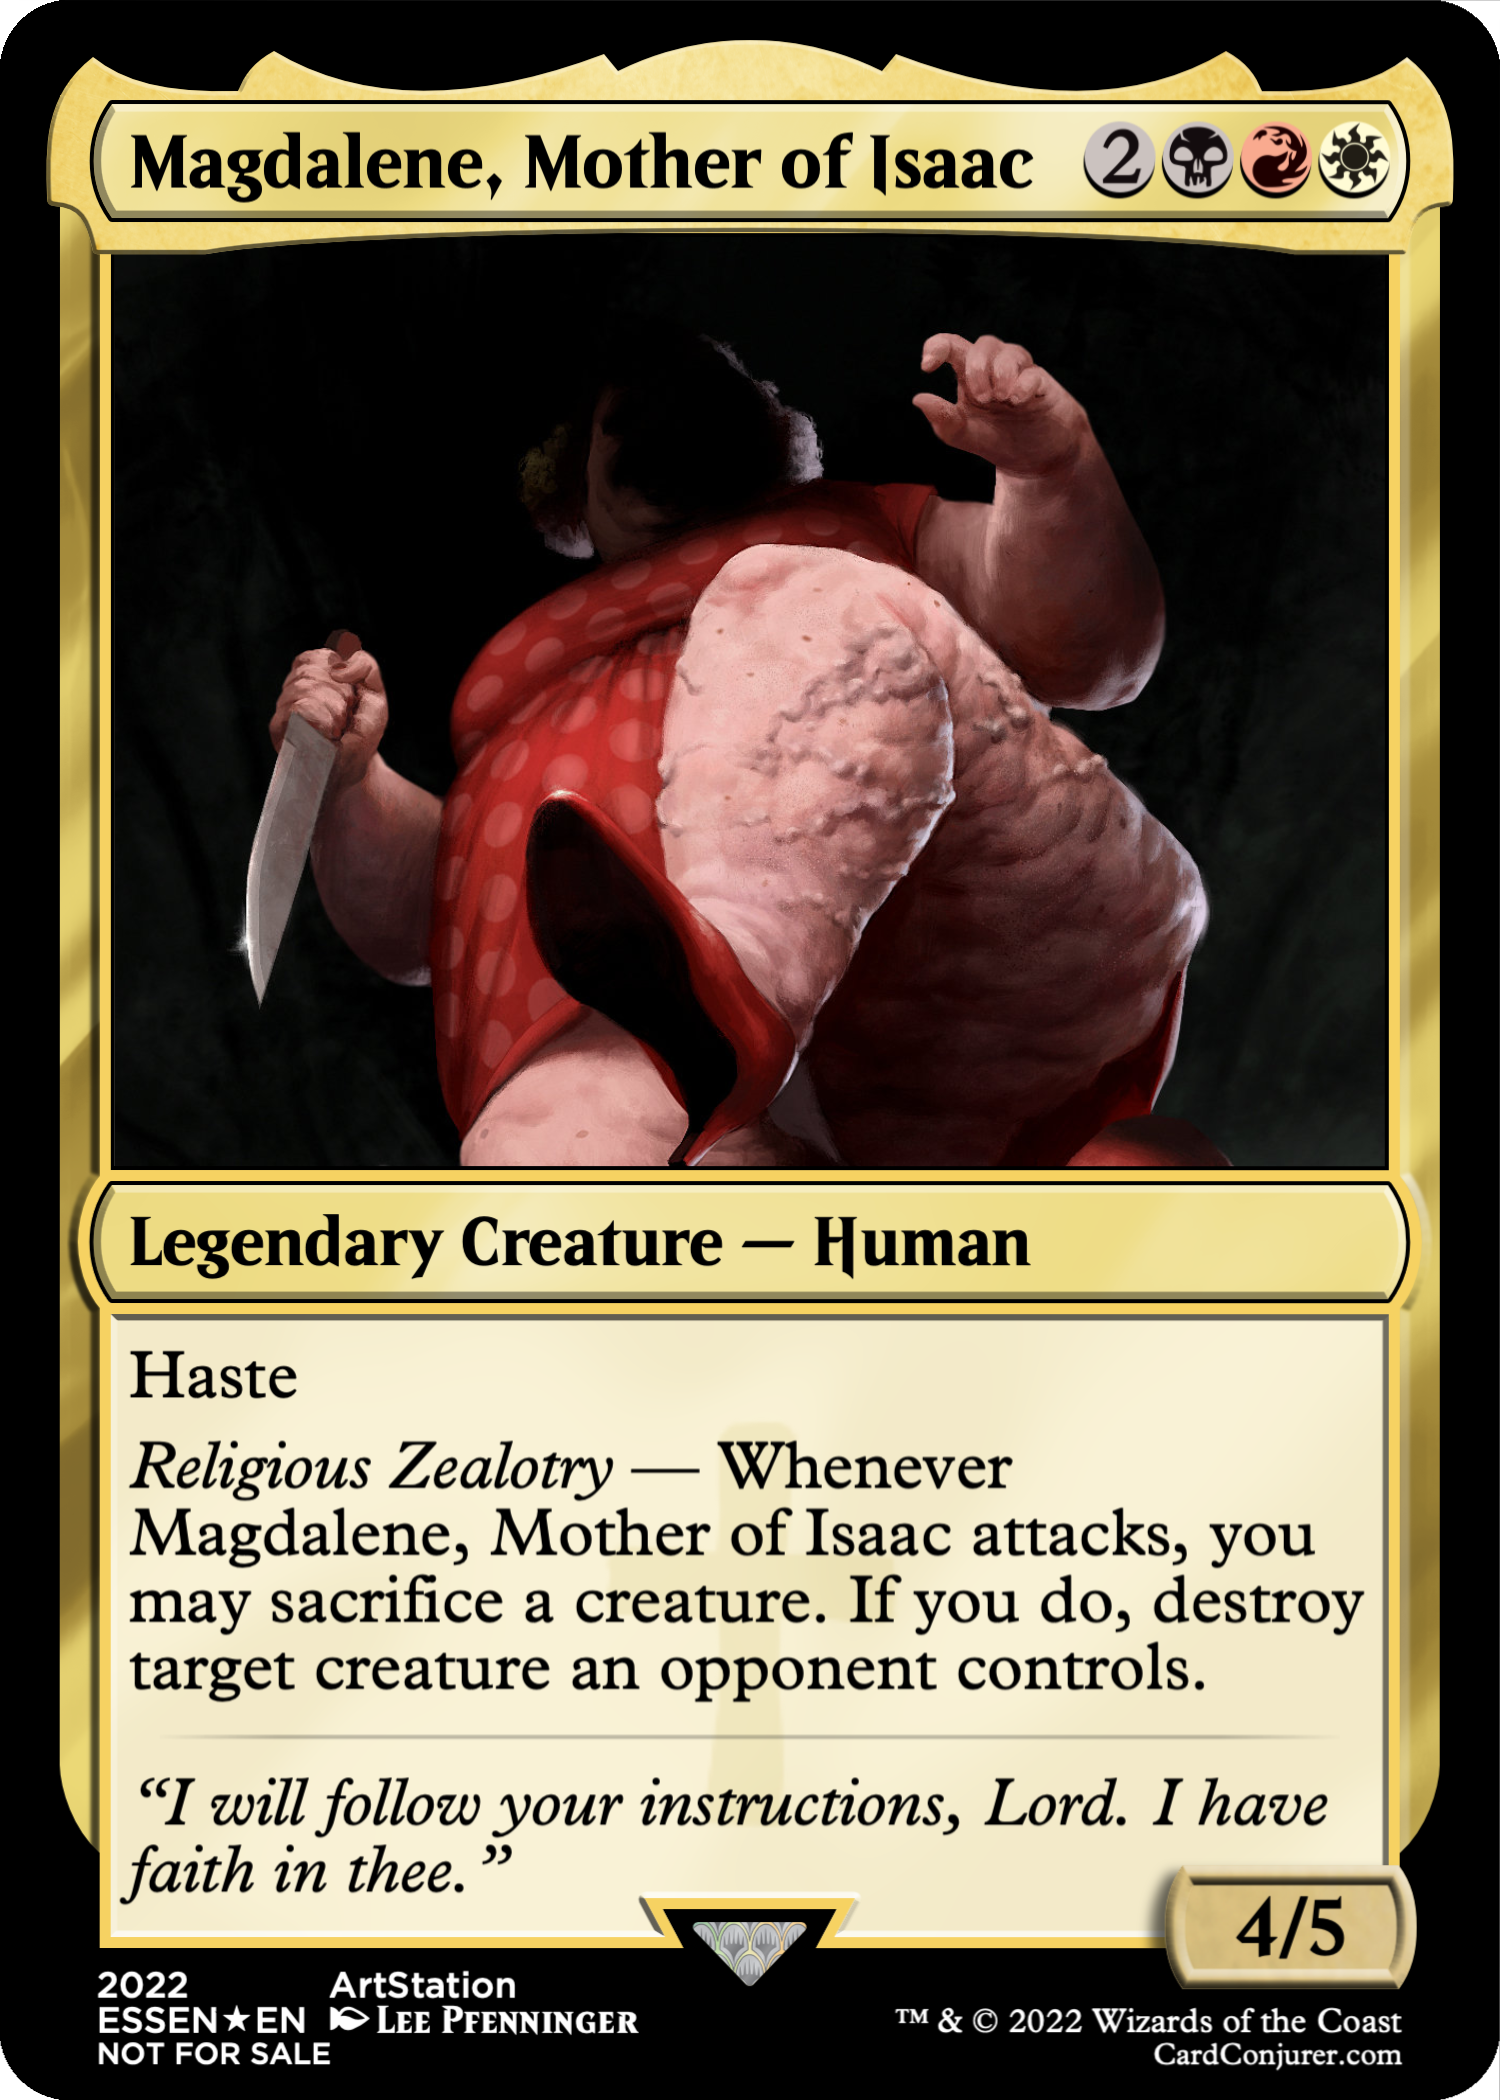 Magdalene, Mother of Isaac 2
Legendary Creature — Human
Haste
Religious Zealotry — Whenever
Magdalene, Mother of Isaac attacks, you
may sacrifice a creature. If you do, destroy
target creature an opponent controls.
“I will follow your instructions, Lord. I have
faith in thee.”
4/5
2022 ArtStation
ESSEN★EN LEE PFENNINGER
NOT FOR SALE
™ & © 2022 Wizards of the Coast
CardConjurer.com